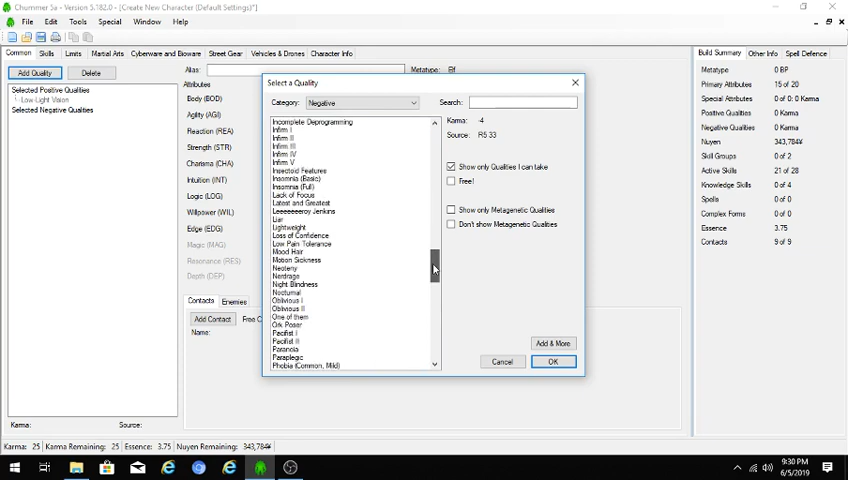 Chummer 5a - Version 5.182.0 - [Create New Character (Default Settings)*]
File Edit Tools Special Window Help
Common Skills Limits Martial Arts Cyberware and Bioware Street Gear Vehicles & Drones Character Info
Add Quality Delete
Selected Positive Qualities
Low-Light Vision
Selected Negative Qualities
Alias:
Metatype: Elf
Attributes
Body (BOD)
Agility (AGI)
Reaction (REA)
Strength (STR)
Charisma (CHA)
Intuition (INT)
Logic (LOG)
Willpower (WIL)
Edge (EDG)
Magic (MAG)
Resonance (RES)
Depth (DEP)
Contacts Enemies
Add Contact Free C
Name:
Karma: Source:
Select a Quality
Category: Negative Search:
Incomplete Deprogramming
Infirm I
Infirm II
Infirm III
Infirm IV
Infirm V
Insectoid Features
Insomnia (Basic)
Insomnia (Full)
Lack of Focus
Latest and Greatest
Leeeeeeroy Jenkins
Liar
Lightweight
Loss of Confidence
Low Pain Tolerance
Mood Hair
Motion Sickness
Neoteny
Nerdrage
Night Blindness
Nocturnal
Oblivious I
Oblivious II
One of them
Ork Poser
Pacifist I
Pacifist II
Paranoia
Paraplegic
Phobia (Common, Mild)
Karma: -4
Source: R5 33
Show only Qualities I can take
Free!
Show only Metagenetic Qualities
Don't show Metagenetic Qualities
Add & More
Cancel OK
Build Summary Other Info Spell Defence
Metatype 0 BP
Primary Attributes 15 of 20
Special Attributes 0 of: 0 Karma
Positive Qualities 0 Karma
Negative Qualities 0 Karma
Nuyen 343,784¥
Skill Groups 0 of 2
Active Skills 21 of 28
Knowledge Skills 0 of 4
Spells 0 of 0
Complex Forms 0 of 0
Essence 3.75
Contacts 9 of 9
Karma: 25 Karma Remaining: 25 Essence: 3.75 Nuyen Remaining: 343,784¥
9:30 PM
6/5/2019